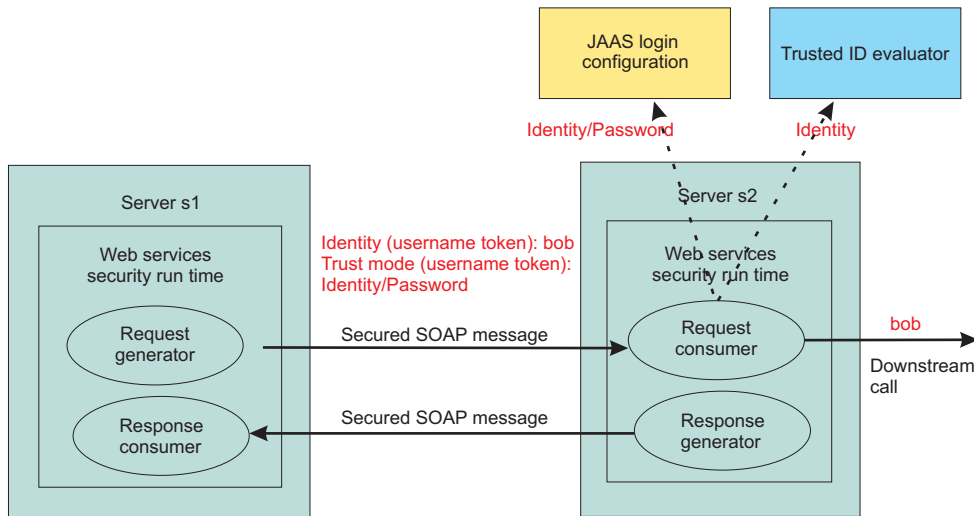 JAAS login
configuration
Trusted ID evaluator
Identity/Password
Identity
Server s1
Web services
security run time
Request
generator
Response
consumer
Identity (username token): bob
Trust mode (username token):
Identity/Password
Secured SOAP message
Secured SOAP message
Server s2
Web services
security run time
Request
consumer
Response
generator
bob
Downstream
call